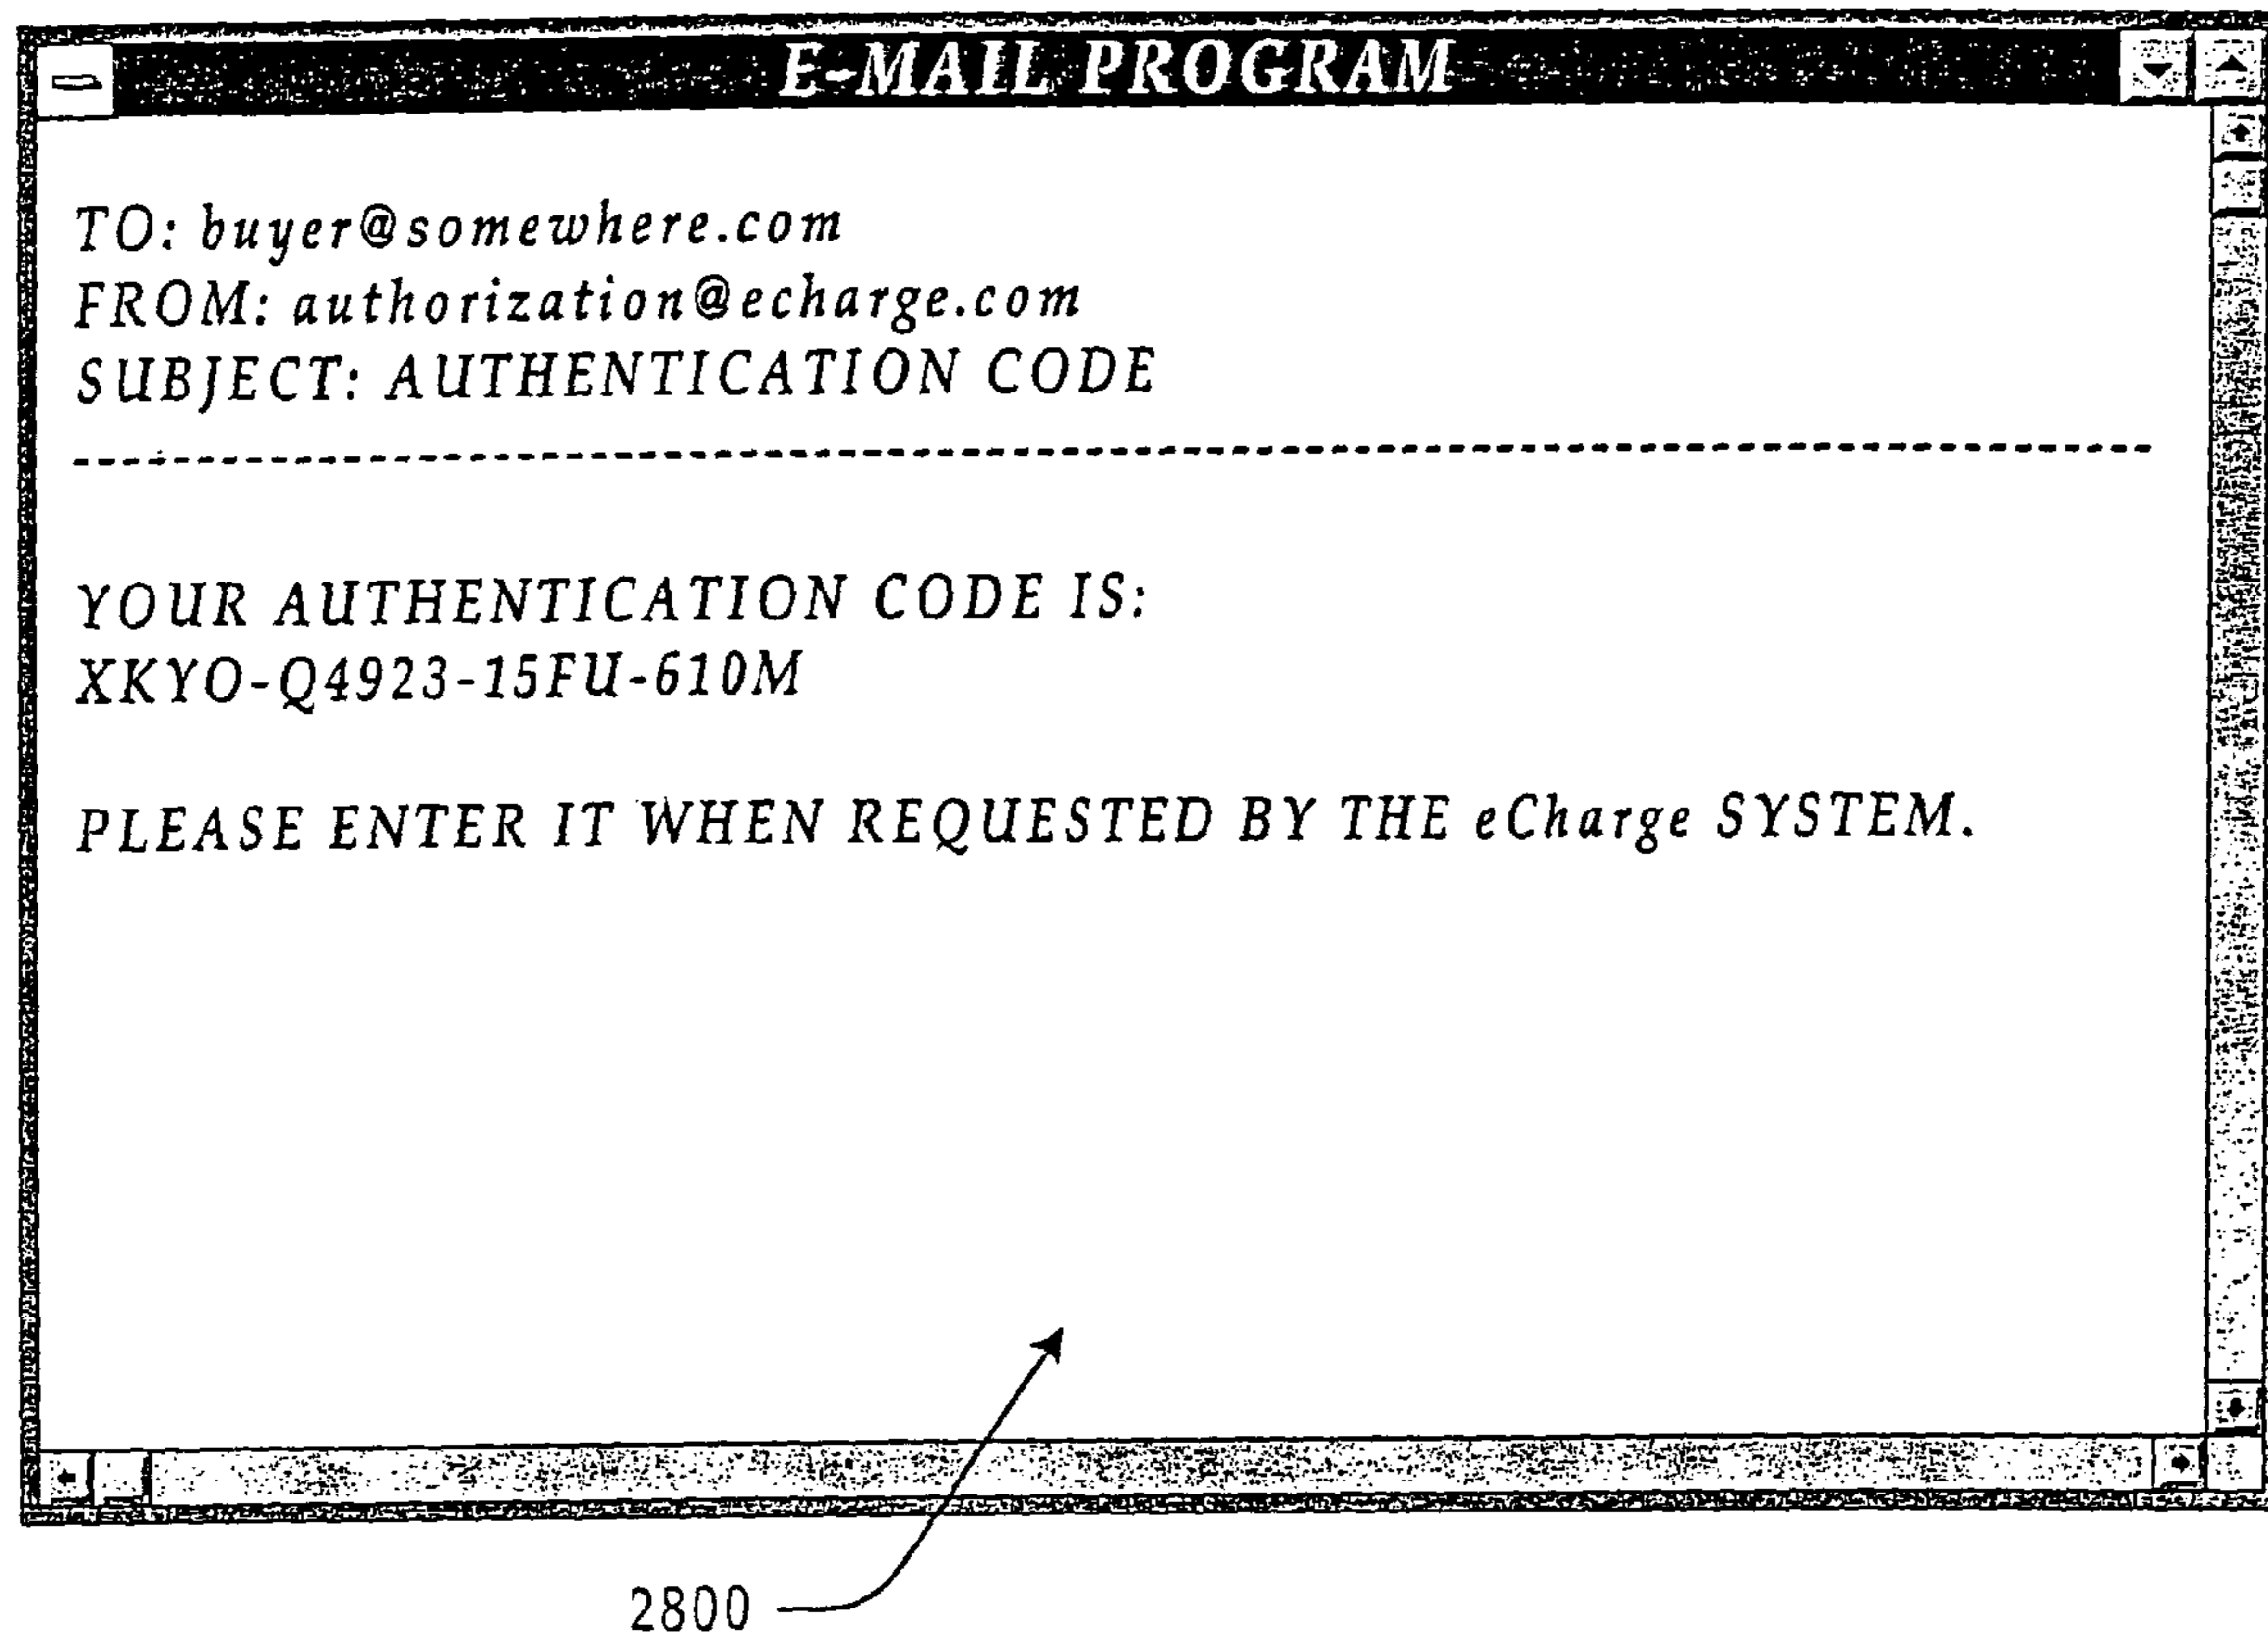 E-MAIL PROGRAM
TO: buyer@somewhere.com
FROM: authorization@echarge.com
SUBJECT: AUTHENTICATION CODE
YOUR AUTHENTICATION CODE IS:
XKYO-Q4923-15FU-610M
PLEASE ENTER IT WHEN REQUESTED BY THE eCharge SYSTEM.
2800